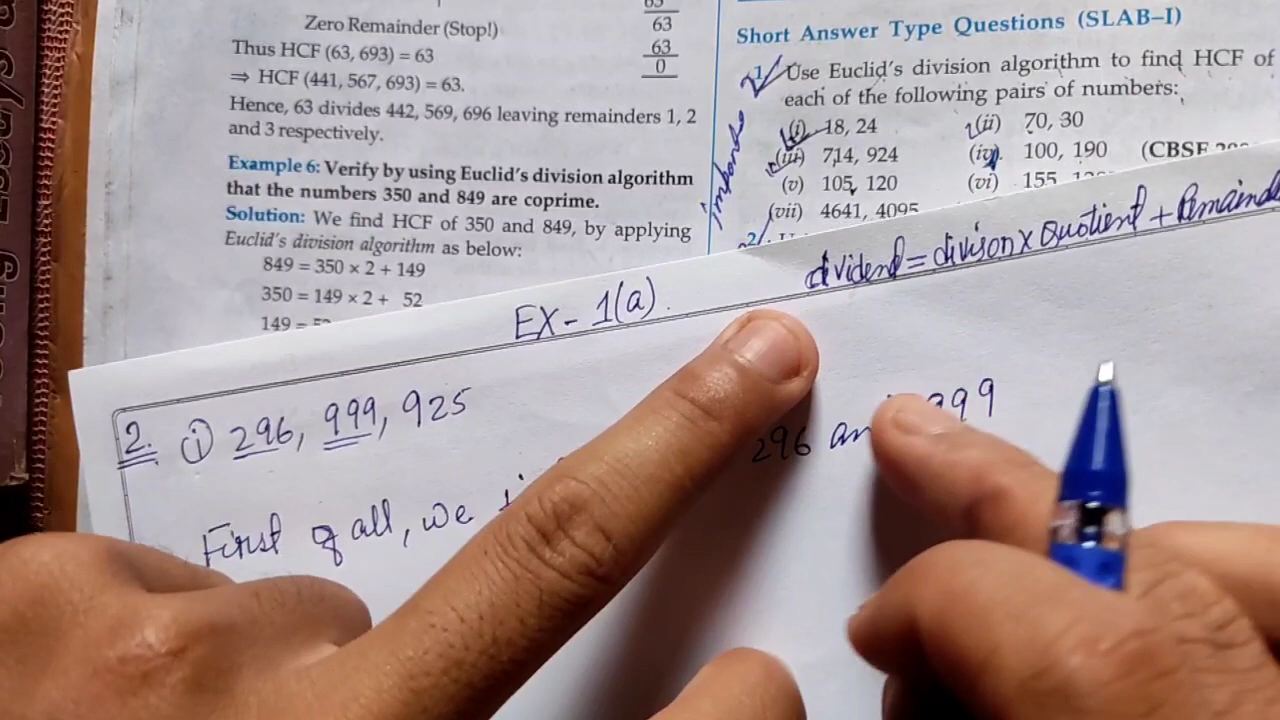 Zero Remainder (Stop!)
63
63
0
Thus HCF (63, 693) = 63
⇒ HCF (441, 567, 693) = 63.
Hence, 63 divides 442, 569, 696 leaving remainders 1, 2
and 3 respectively.
Example 6: Verify by using Euclid's division algorithm
that the numbers 350 and 849 are coprime.
Solution: We find HCF of 350 and 849, by applying
Euclid's division algorithm as below:
849 = 350 × 2 + 149
350 = 149 × 2 + 52
149 =
Short Answer Type Questions (SLAB–I)
1. Use Euclid's division algorithm to find HCF of
each of the following pairs of numbers:
(i) 18, 24 (ii) 70, 30
(iii) 714, 924 (iv) 100, 190 (CBSE
(v) 105, 120 (vi) 155
(vii) 4641, 4095
2.
EX - 1(a).
dividend = divison × Quotient +
2. (i) 296, 999, 925
First of all, we
296